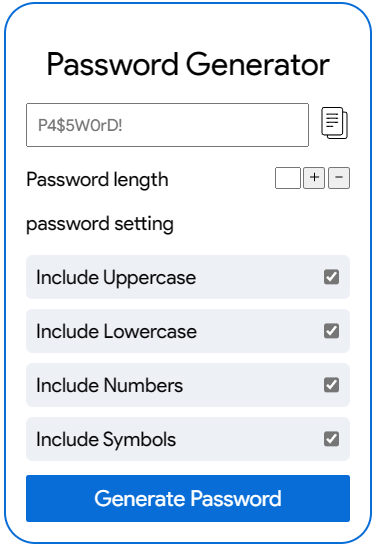 Password Generator
P4$5W0rD!
Password length + −
password setting
Include Uppercase
Include Lowercase
Include Numbers
Include Symbols
Generate Password